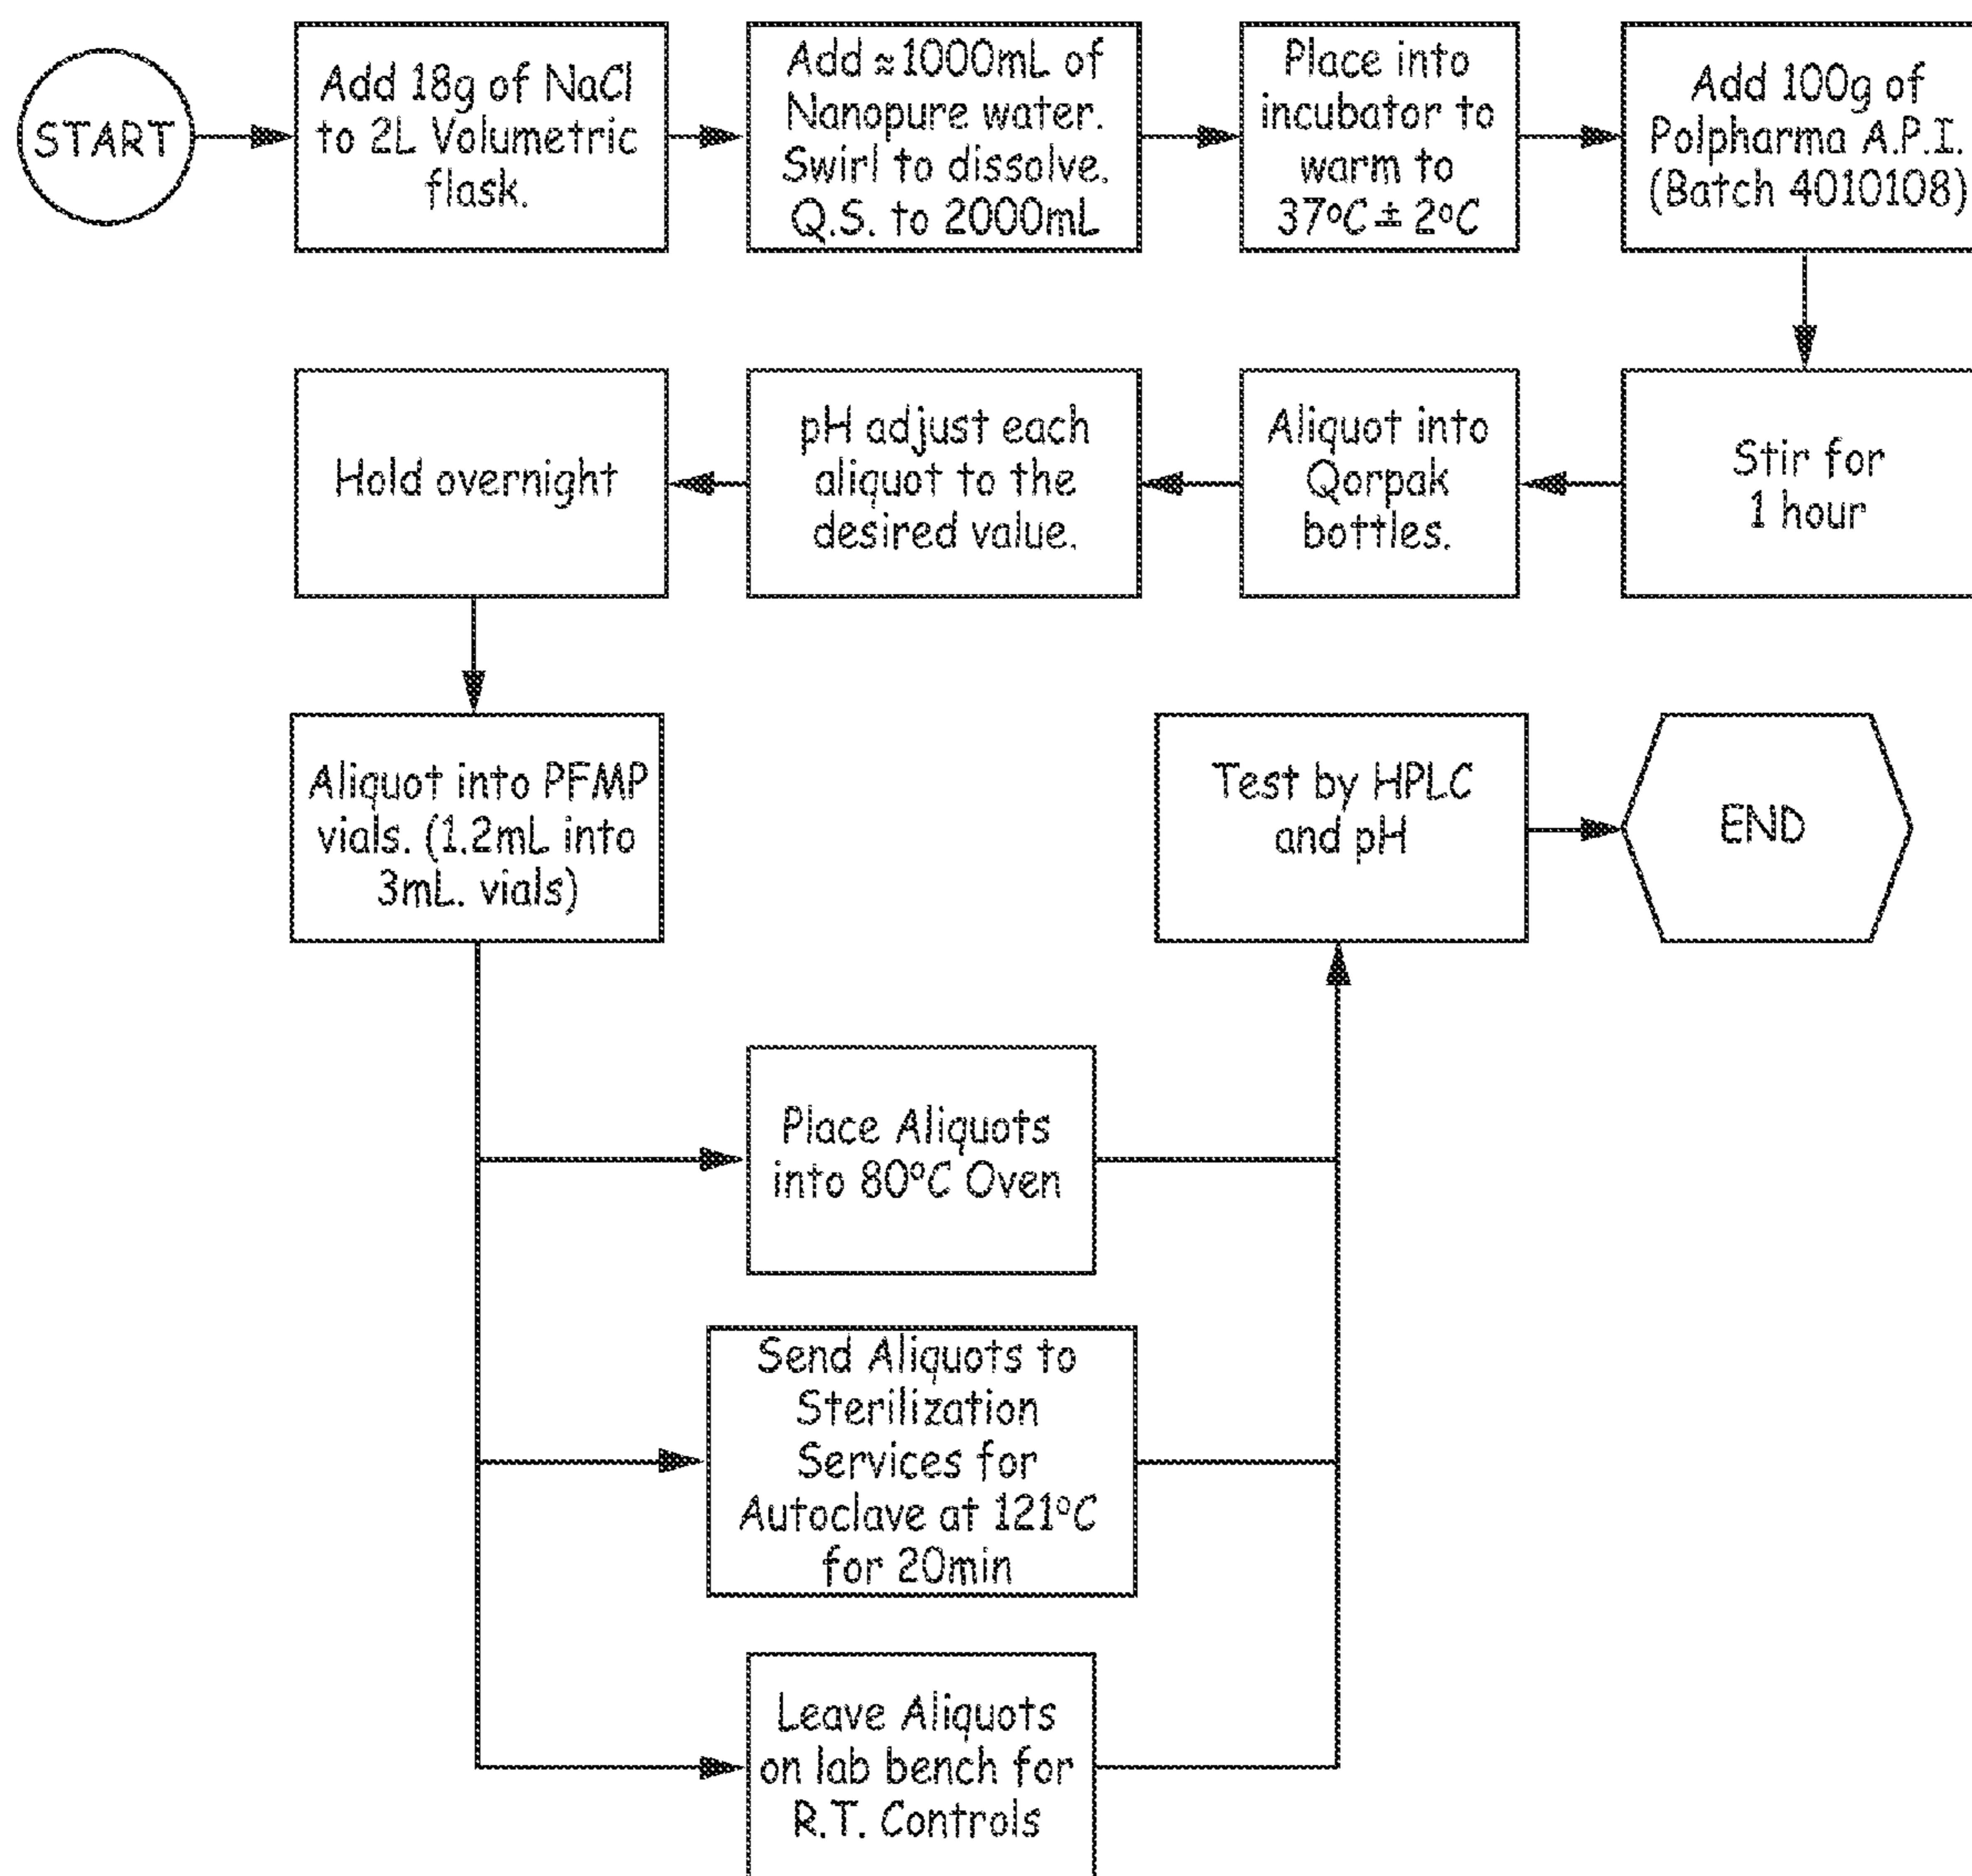 START
Add 18g of NaCl
to 2L Volumetric
flask.
Add ≈1000mL of
Nanopure water.
Swirl to dissolve.
Q.S. to 2000mL
Place into
incubator to
warm to
37ºC ± 2ºC
Add 100g of
Polpharma A.P.I.
(Batch 4010108)
Stir for
1 hour
Aliquot into
Qorpak
bottles.
pH adjust each
aliquot to the
desired value.
Hold overnight
Aliquot into PFMP
vials. (1.2mL into
3mL. vials)
Place Aliquots
into 80ºC Oven
Send Aliquots to
Sterilization
Services for
Autoclave at 121ºC
for 20min
Leave Aliquots
on lab bench for
R.T. Controls
Test by HPLC
and pH
END